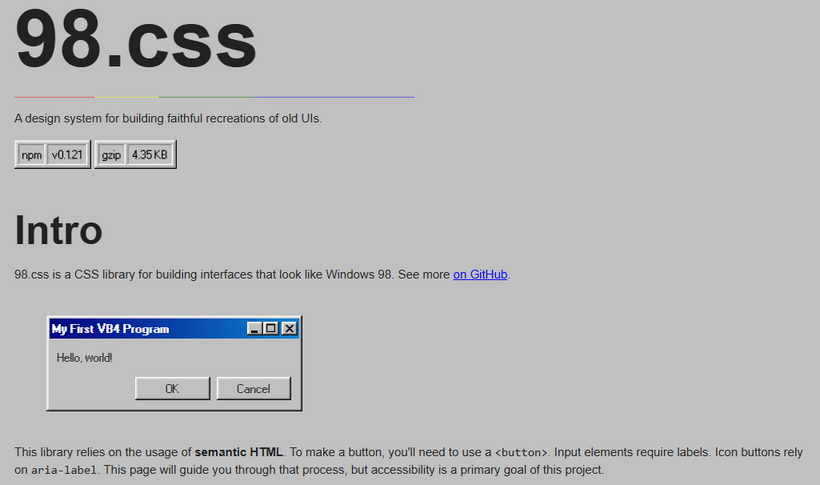 98.css
A design system for building faithful recreations of old UIs.
npm v0.1.21 gzip 4.35 KB
Intro
98.css is a CSS library for building interfaces that look like Windows 98. See more on GitHub.
My First VB4 Program
Hello, world!
OK Cancel
This library relies on the usage of semantic HTML. To make a button, you'll need to use a <button>. Input elements require labels. Icon buttons rely
on aria-label. This page will guide you through that process, but accessibility is a primary goal of this project.